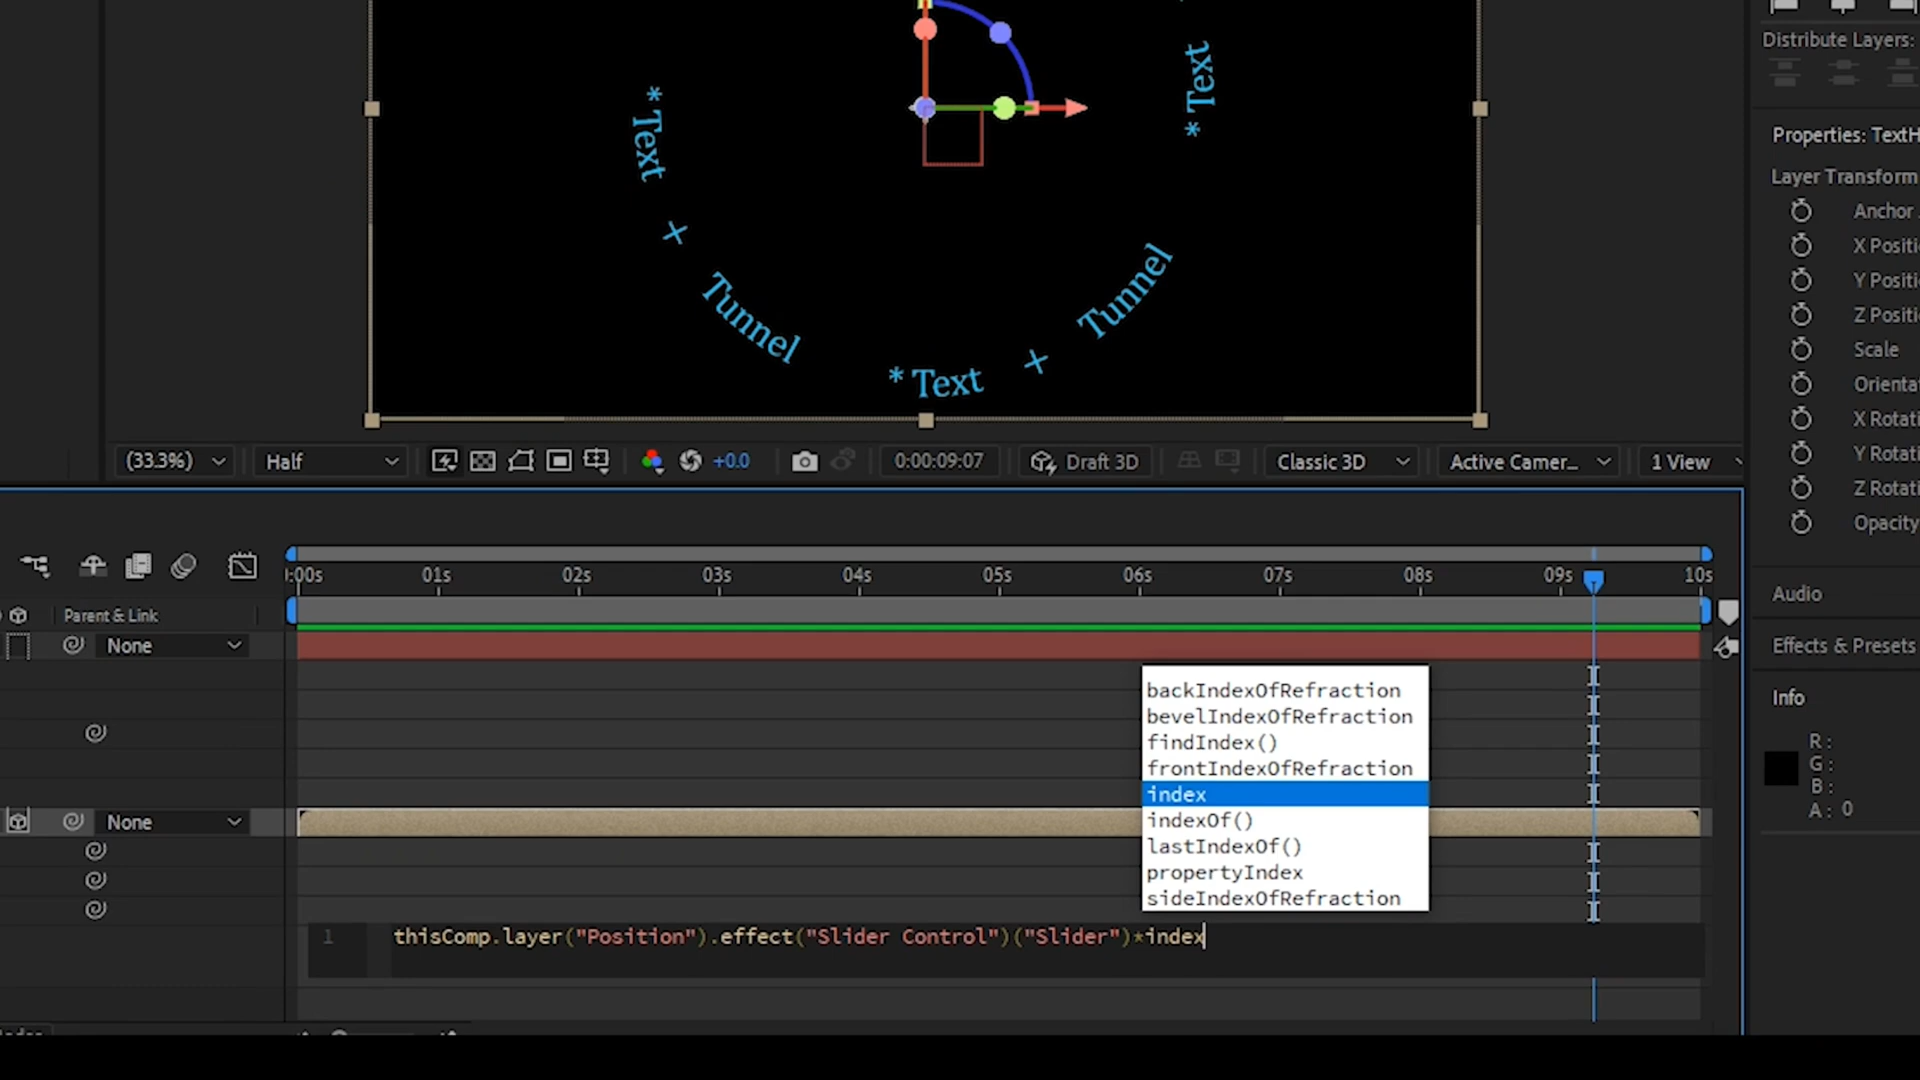 * Text
* Text
×
Tunnel
Tunnel
* Text
×
Distribute Layers:
Properties: TextH
Layer Transform
Anchor
X Positi
Y Positi
Z Positi
Scale
Orienta
X Rotati
Y Rotati
Z Rotati
Opacity
Audio
Effects & Presets
Info
R :
G :
B :
A : 0
(33.3%) Half +0.0 0:00:09:07 Draft 3D Classic 3D Active Camer... 1 View
:00s 01s 02s 03s 04s 05s 06s 07s 08s 09s 10s
Parent & Link
None
None
backIndexOfRefraction
bevelIndexOfRefraction
findIndex()
frontIndexOfRefraction
index
indexOf()
lastIndexOf()
propertyIndex
sideIndexOfRefraction
1 thisComp.layer("Position").effect("Slider Control")("Slider")*index